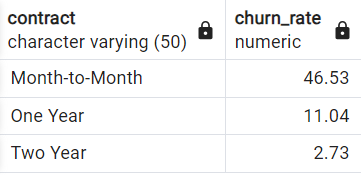 contract churn_rate
character varying (50) numeric
Month-to-Month 46.53
One Year 11.04
Two Year 2.73